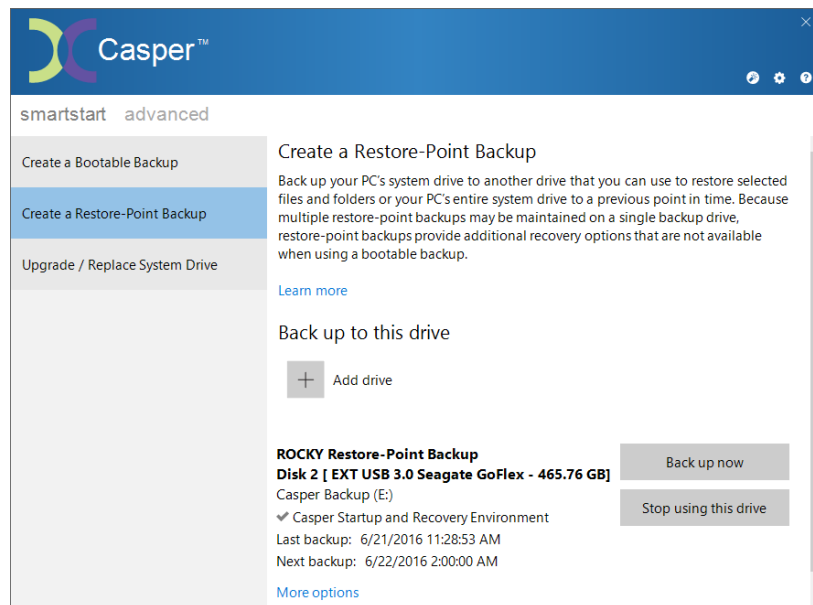 Casper™
smartstart advanced
Create a Bootable Backup
Create a Restore-Point Backup
Upgrade / Replace System Drive
Create a Restore-Point Backup
Back up your PC's system drive to another drive that you can use to restore selected
files and folders or your PC's entire system drive to a previous point in time. Because
multiple restore-point backups may be maintained on a single backup drive,
restore-point backups provide additional recovery options that are not available
when using a bootable backup.
Learn more
Back up to this drive
Add drive
ROCKY Restore-Point Backup
Disk 2 [ EXT USB 3.0 Seagate GoFlex - 465.76 GB]
Casper Backup (E:)
Casper Startup and Recovery Environment
Last backup: 6/21/2016 11:28:53 AM
Next backup: 6/22/2016 2:00:00 AM
More options
Back up now
Stop using this drive